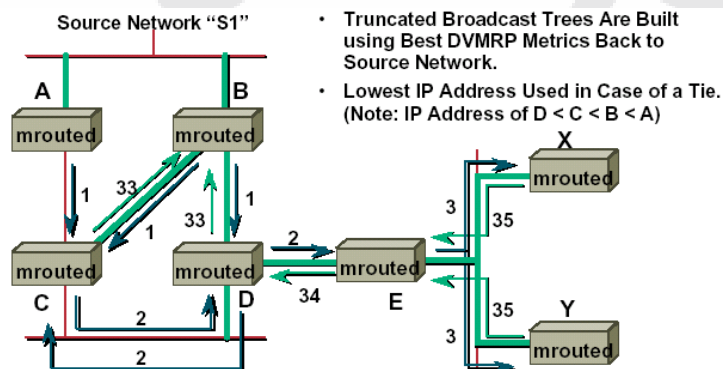 Source Network “S1”
• Truncated Broadcast Trees Are Built
using Best DVMRP Metrics Back to
Source Network.
• Lowest IP Address Used in Case of a Tie.
(Note: IP Address of D < C < B < A)
A
B
X
mrouted
mrouted
mrouted
1
33
1
33
1
3
35
2
mrouted
mrouted
mrouted
C
D
34
E
35
Y
2
3
mrouted
2